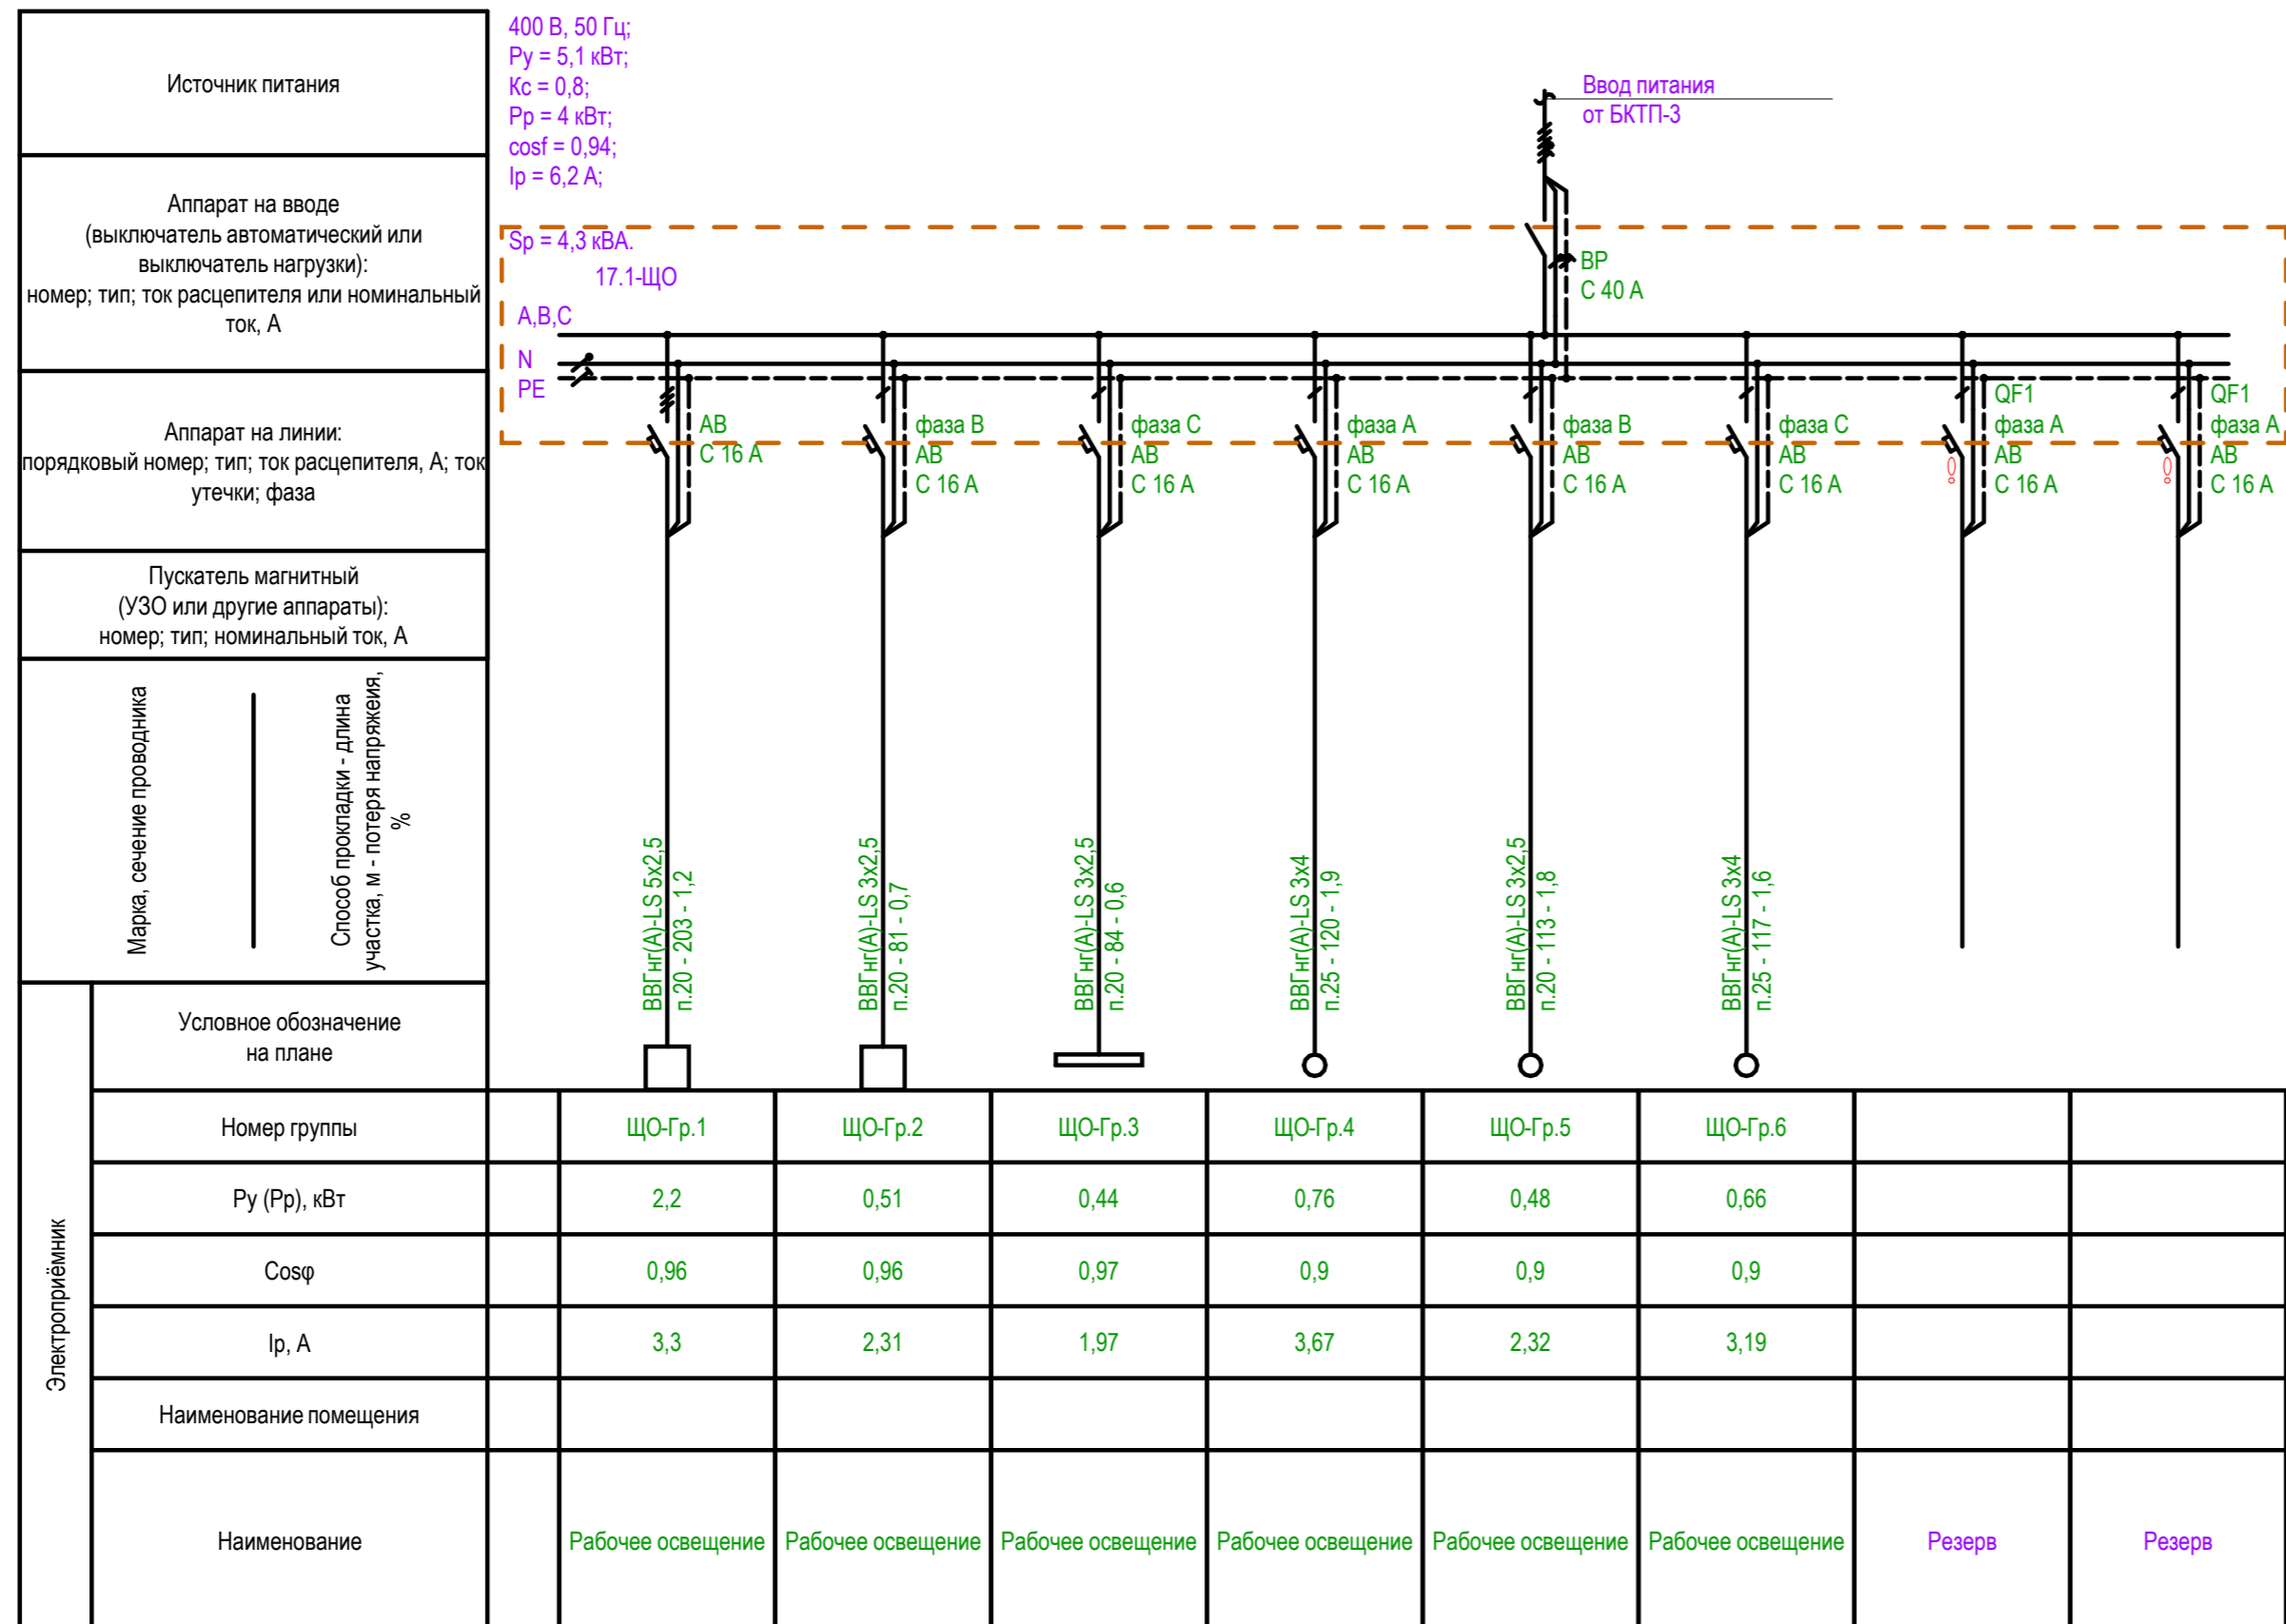 Источник питания
400 В, 50 Гц;
Ру = 5,1 кВт;
Кс = 0,8;
Рр = 4 кВт;
cosf = 0,94;
Iр = 6,2 А;
Ввод питания
от БКТП-3
Аппарат на вводе
(выключатель автоматический или
выключатель нагрузки):
номер; тип; ток расцепителя или номинальный
ток, А
Sр = 4,3 кВА.
17.1-ЩО
ВР
С 40 А
A,B,C
N
PE
Аппарат на линии:
порядковый номер; тип; ток расцепителя, А; ток
утечки; фаза
АВ
С 16 А
фаза В
АВ
С 16 А
фаза С
АВ
С 16 А
фаза А
АВ
С 16 А
фаза В
АВ
С 16 А
фаза С
АВ
С 16 А
QF1
фаза А
АВ
С 16 А
QF1
фаза А
АВ
С 16 А
Пускатель магнитный
(УЗО или другие аппараты):
номер; тип; номинальный ток, А
Марка, сечение проводника
Способ прокладки - длина
участка, м - потеря напряжеия,
%
ВВГнг(А)-LS 5х2,5
п.20 - 203 - 1,2
ВВГнг(А)-LS 3х2,5
п.20 - 81 - 0,7
ВВГнг(А)-LS 3х2,5
п.20 - 84 - 0,6
ВВГнг(А)-LS 3х4
п.25 - 120 - 1,9
ВВГнг(А)-LS 3х2,5
п.20 - 113 - 1,8
ВВГнг(А)-LS 3х4
п.25 - 117 - 1,6
Электроприёмник
Условное обозначение
на плане
Номер группы ЩО-Гр.1 ЩО-Гр.2 ЩО-Гр.3 ЩО-Гр.4 ЩО-Гр.5 ЩО-Гр.6
Ру (Рр), кВт 2,2 0,51 0,44 0,76 0,48 0,66
Cosφ 0,96 0,96 0,97 0,9 0,9 0,9
Iр, А 3,3 2,31 1,97 3,67 2,32 3,19
Наименование помещения
Наименование Рабочее освещение Рабочее освещение Рабочее освещение Рабочее освещение Рабочее освещение Рабочее освещение Резерв Резерв